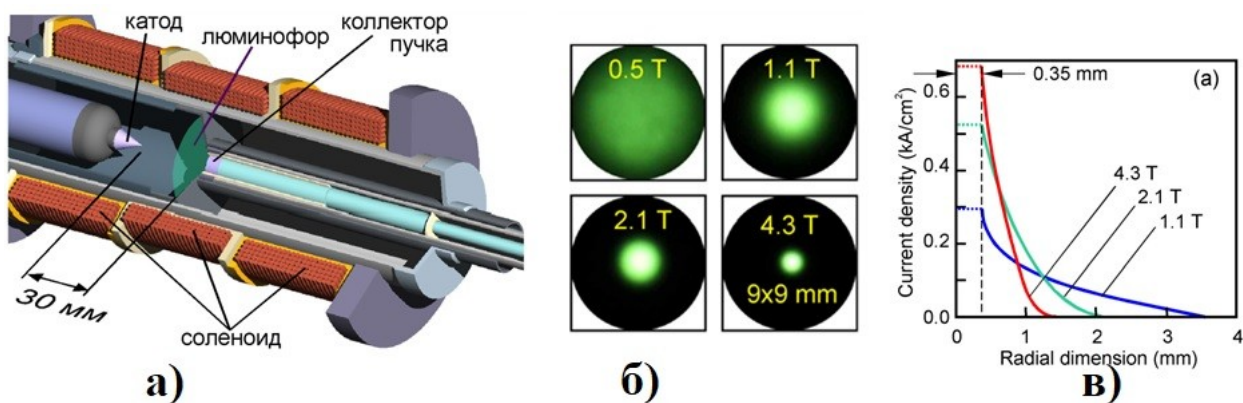 катод
люминофор
коллектор
пучка
30 мм
соленоид
а)
0.5 T
1.1 T
2.1 T
4.3 T
9x9 mm
б)
Current density (kA/cm²)
0.6
0.4
0.2
0.0
0.35 mm
(a)
4.3 T
2.1 T
1.1 T
0 1 2 3 4
Radial dimension (mm)
в)